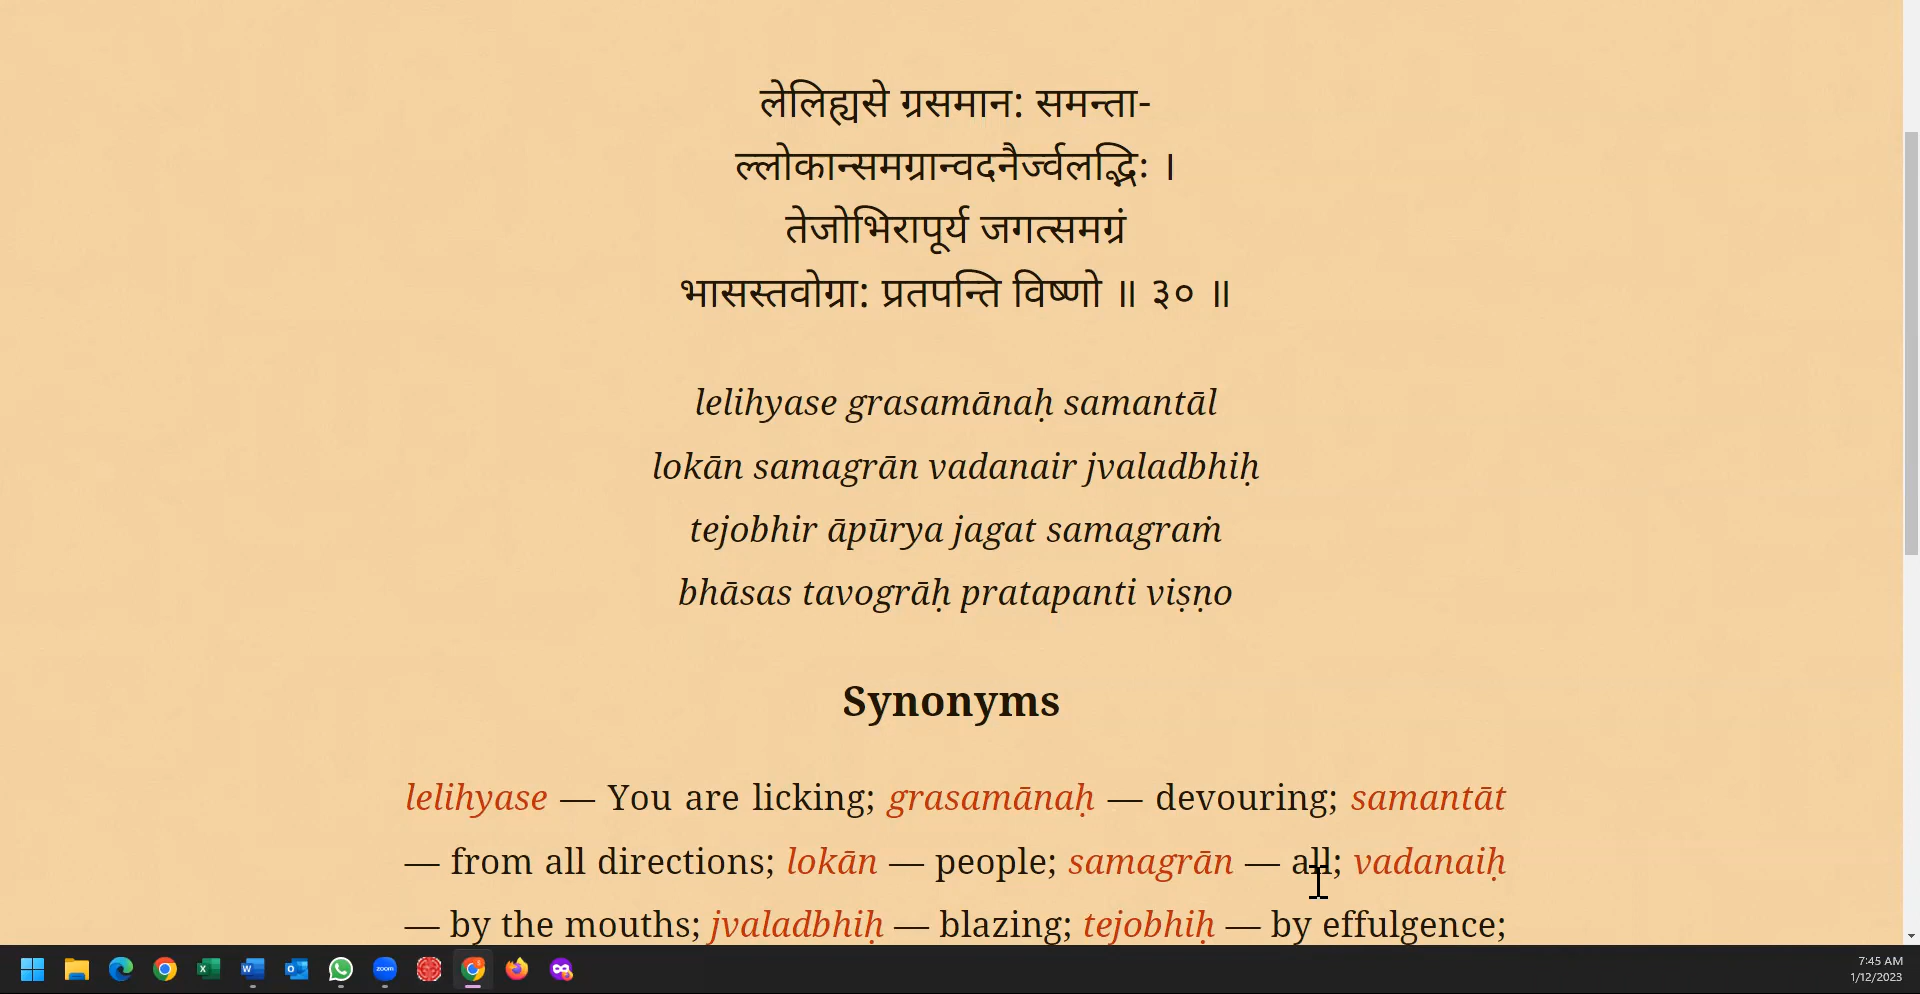 लेलिह्यसे ग्रसमान: समन्ता-
ल्ल‍ोकान्समग्रान्वदनैर्ज्वलद्भिः ।
तेजोभिरापूर्य जगत्समग्रं
भासस्तवोग्रा: प्रतपन्ति विष्णो ॥ ३० ॥
lelihyase grasamānaḥ samantāl
lokān samagrān vadanair jvaladbhiḥ
tejobhir āpūrya jagat samagraṁ
bhāsas tavogrāḥ pratapanti viṣṇo
Synonyms
lelihyase — You are licking; grasamānaḥ — devouring; samantāt
— from all directions; lokān — people; samagrān — all; vadanaiḥ
— by the mouths; jvaladbhiḥ — blazing; tejobhiḥ — by effulgence;
zoom
7:45 AM
1/12/2023